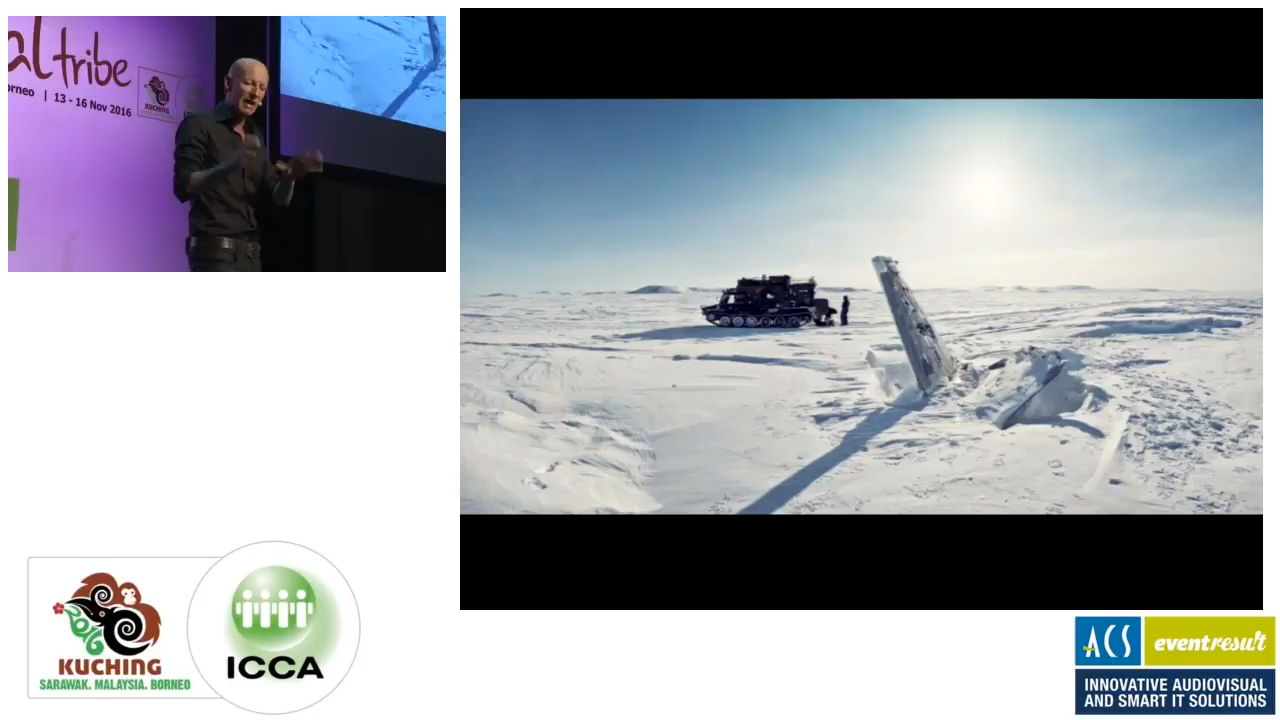 al tribe
orneo | 13 - 16 Nov 2016
KUCHING
2016
KUCHING
SARAWAK. MALAYSIA. BORNEO
ICCA
ACS
eventresult
INNOVATIVE AUDIOVISUAL
AND SMART IT SOLUTIONS